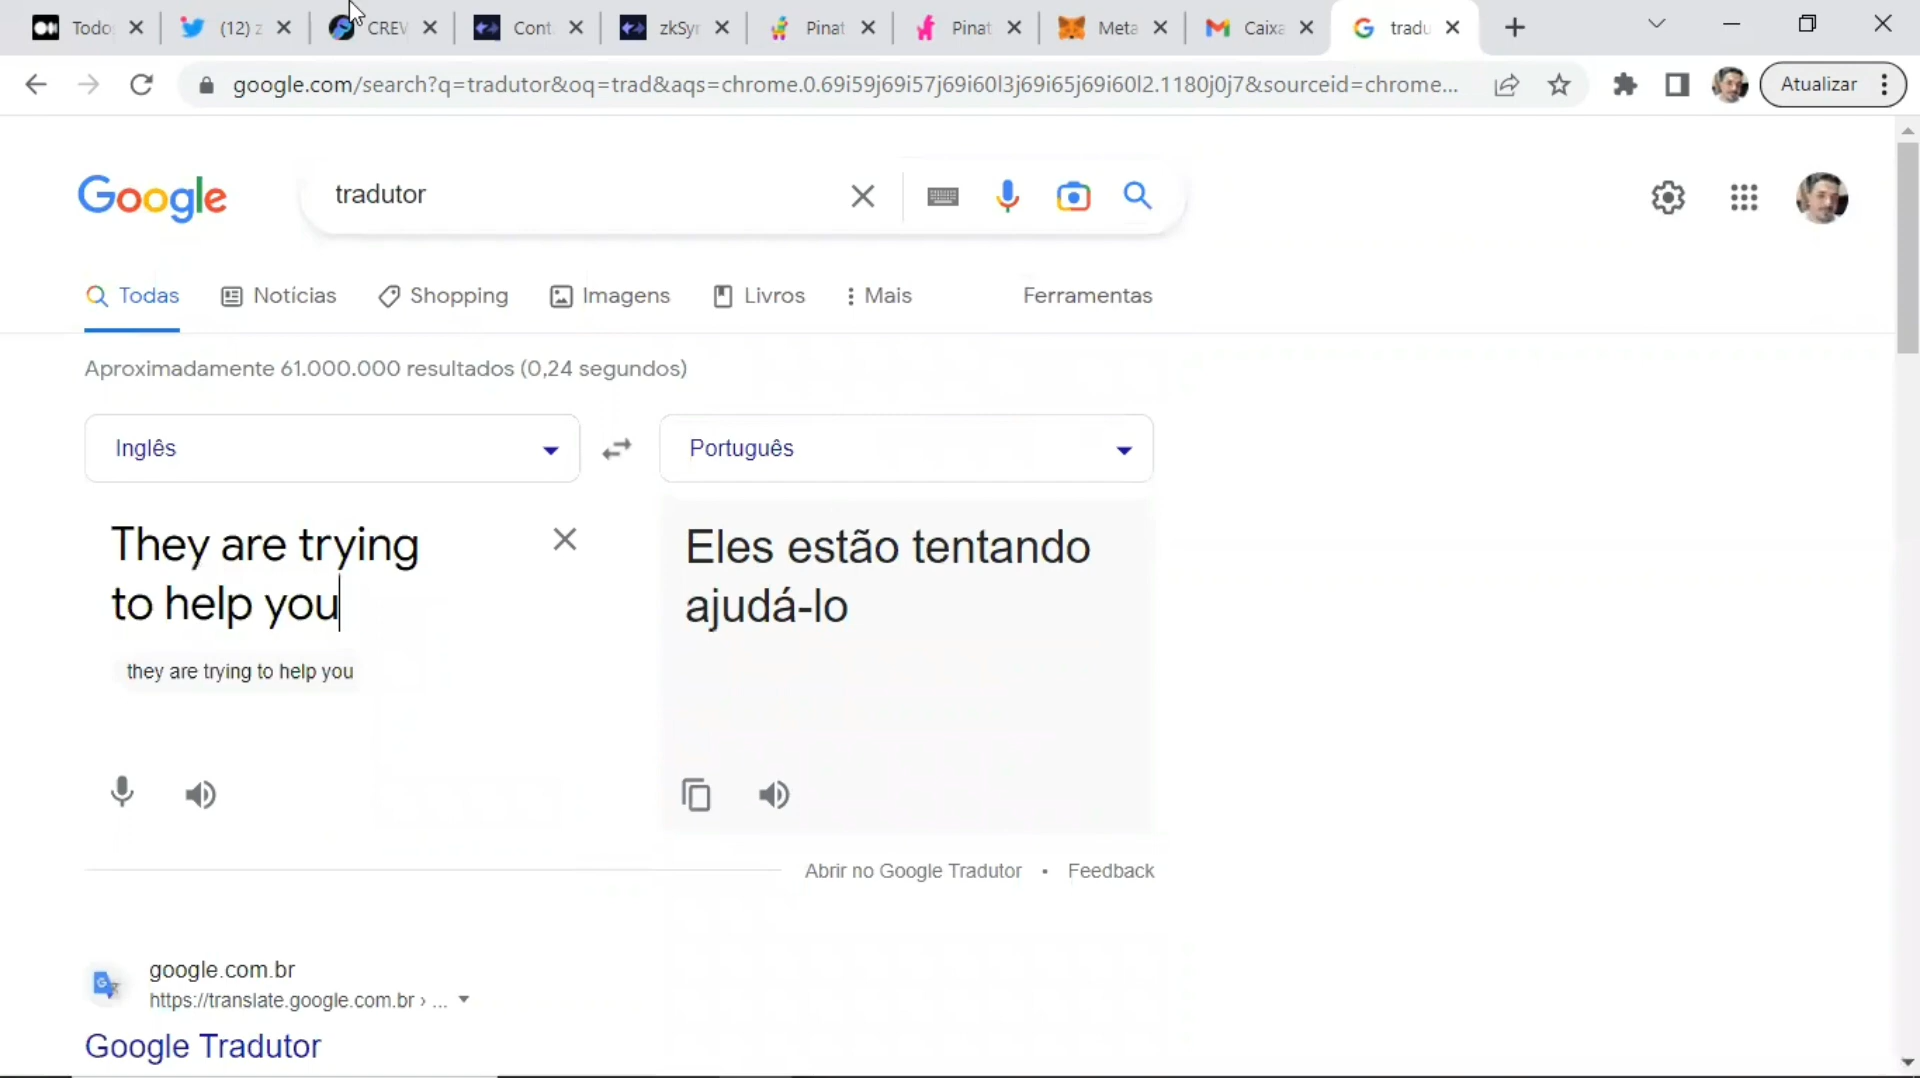 Todo
(12) z
CREV
Cont
zkSyn
Pinat
Pinat
Meta
Caixa
tradu
google.com/search?q=tradutor&oq=trad&aqs=chrome.0.69i59j69i57j69i60l3j69i65j69i60l2.1180j0j7&sourceid=chrome...
Atualizar
Google
tradutor
Todas
Notícias
Shopping
Imagens
Livros
Mais
Ferramentas
Aproximadamente 61.000.000 resultados (0,24 segundos)
Inglês
Português
They are trying
to help you
they are trying to help you
Eles estão tentando
ajudá-lo
Abrir no Google Tradutor • Feedback
google.com.br
https://translate.google.com.br › ...
Google Tradutor